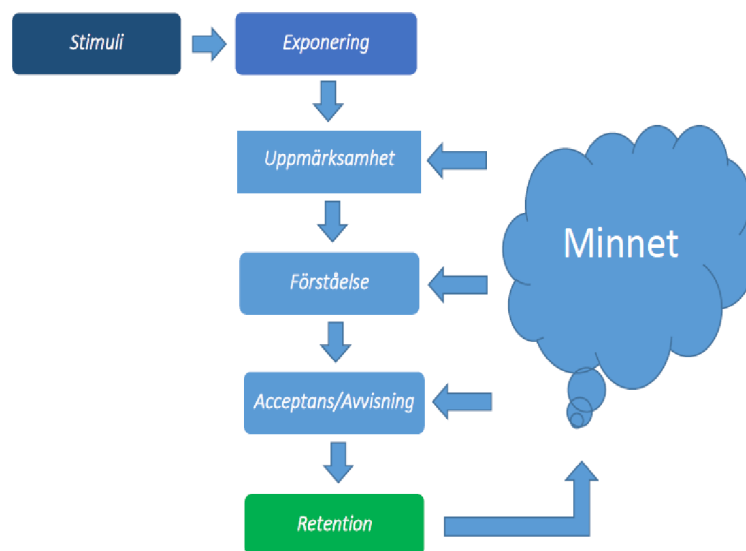 Stimuli
Exponering
Uppmärksamhet
Minnet
Förståelse
Acceptans/Avvisning
Retention